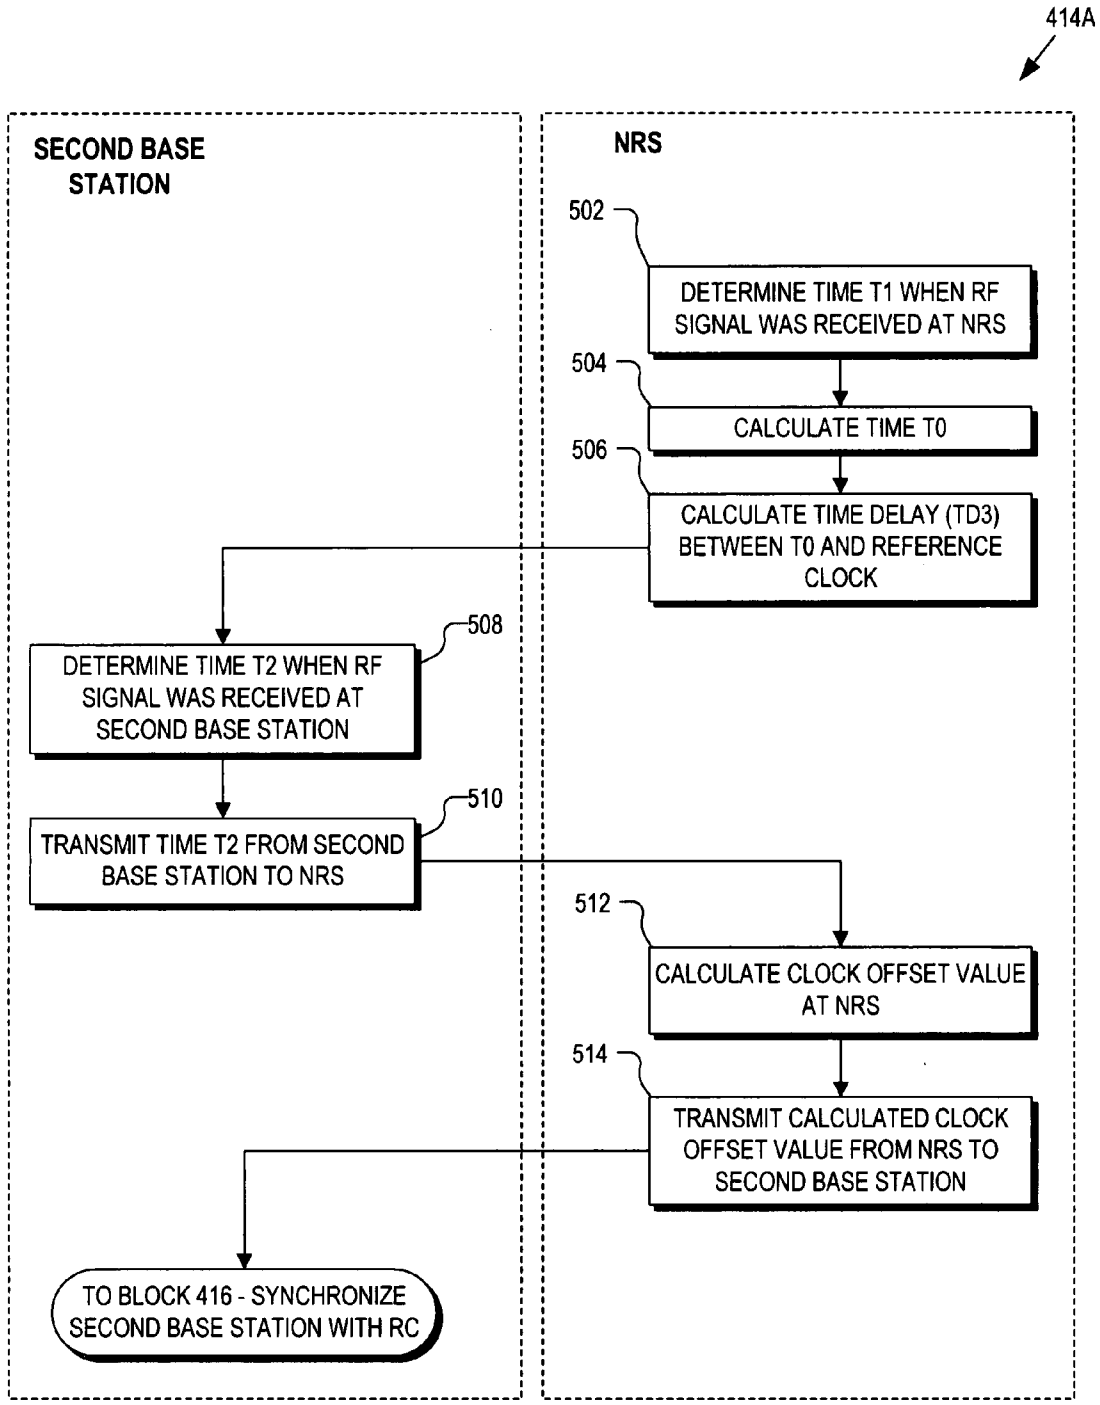 414A
SECOND BASE
STATION
NRS
502
DETERMINE TIME T1 WHEN RF
SIGNAL WAS RECEIVED AT NRS
504
CALCULATE TIME T0
506
CALCULATE TIME DELAY (TD3)
BETWEEN T0 AND REFERENCE
CLOCK
508
DETERMINE TIME T2 WHEN RF
SIGNAL WAS RECEIVED AT
SECOND BASE STATION
510
TRANSMIT TIME T2 FROM SECOND
BASE STATION TO NRS
512
CALCULATE CLOCK OFFSET VALUE
AT NRS
514
TRANSMIT CALCULATED CLOCK
OFFSET VALUE FROM NRS TO
SECOND BASE STATION
TO BLOCK 416 - SYNCHRONIZE
SECOND BASE STATION WITH RC